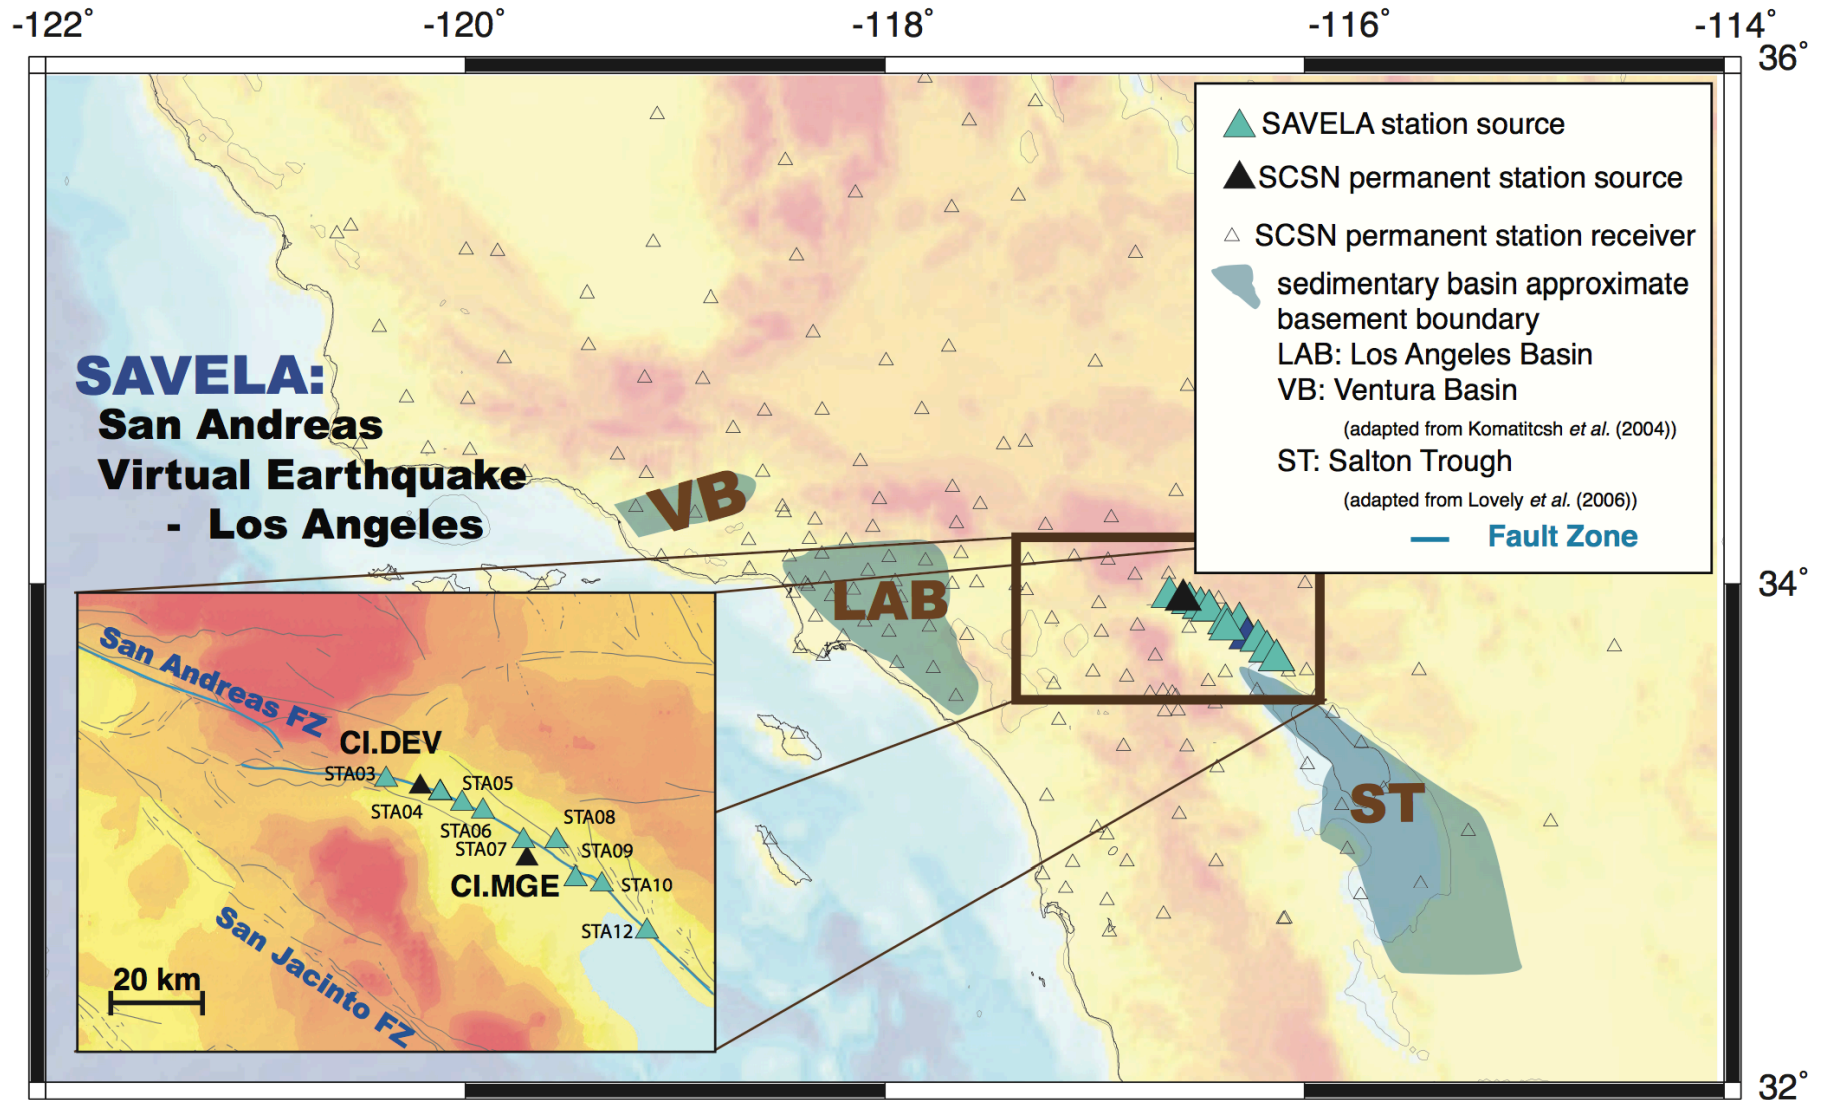 -122° -120° -118° -116° -114°
36°
SAVELA station source
SCSN permanent station source
SCSN permanent station receiver
sedimentary basin approximate
basement boundary
LAB: Los Angeles Basin
VB: Ventura Basin
(adapted from Komatitcsh et al. (2004))
ST: Salton Trough
(adapted from Lovely et al. (2006))
Fault Zone
SAVELA:
San Andreas
Virtual Earthquake
- Los Angeles
VB
LAB
34°
ST
San Andreas FZ
CI.DEV
STA03
STA05
STA04
STA08
STA06
STA07
STA09
CI.MGE
STA10
STA12
San Jacinto FZ
20 km
32°